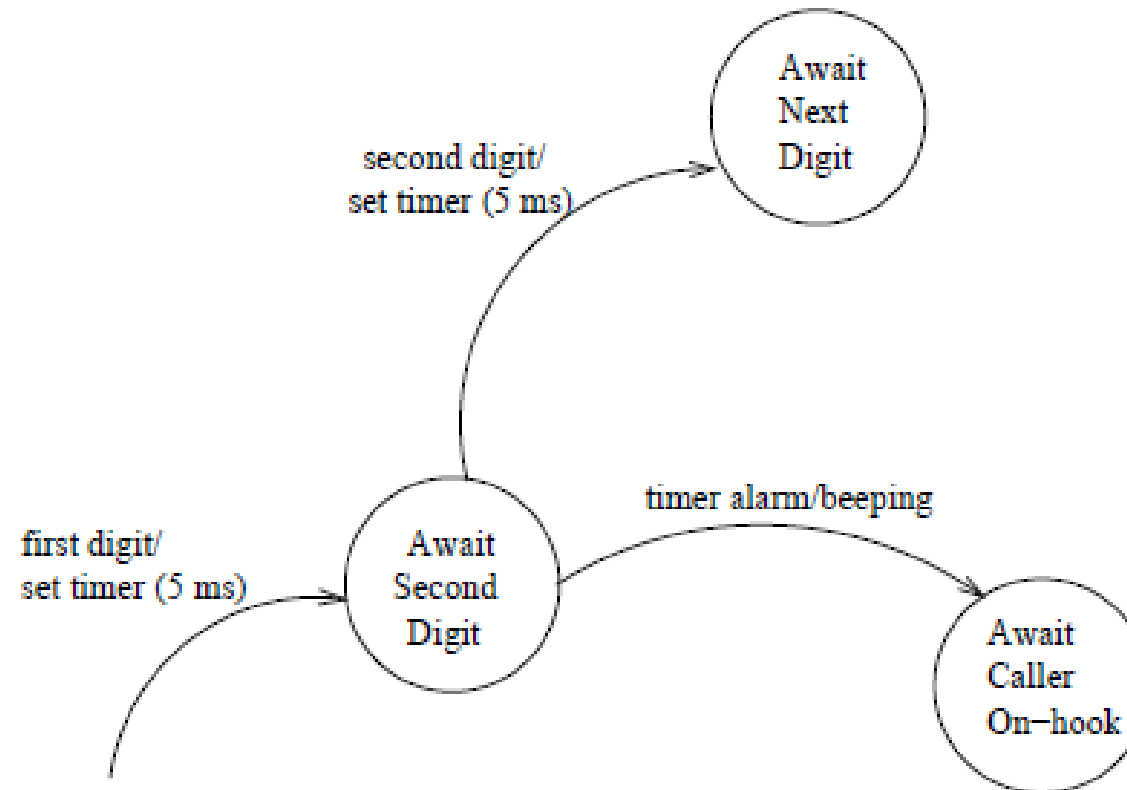 Await
Next
Digit
second digit/
set timer (5 ms)
timer alarm/beeping
first digit/
set timer (5 ms)
Await
Second
Digit
Await
Caller
On−hook